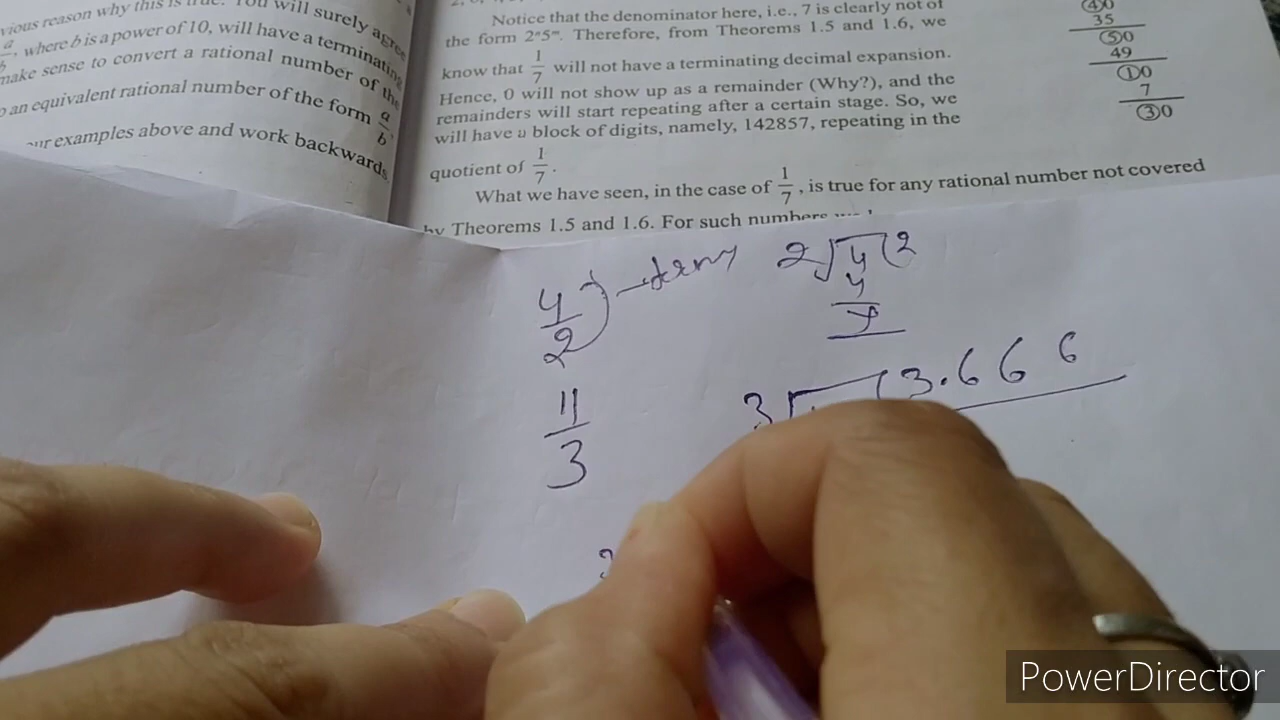 vious reason why this is true. You will surely agree
a/b, where b is a power of 10, will have a terminating
make sense to convert a rational number of the
o an equivalent rational number of the form a/b,
our examples above and work backwards.
Notice that the denominator here, i.e., 7 is clearly not of
the form 2ⁿ5ᵐ. Therefore, from Theorems 1.5 and 1.6, we
know that 1/7 will not have a terminating decimal expansion.
Hence, 0 will not show up as a remainder (Why?), and the
remainders will start repeating after a certain stage. So, we
will have a block of digits, namely, 142857, repeating in the
quotient of 1/7.
What we have seen, in the case of 1/7, is true for any rational number not covered
by Theorems 1.5 and 1.6. For such numbers
40
35
50
49
10
7
30
4/2
2 √ 4 ( 2
4
11/3
3 3.666
PowerDirector